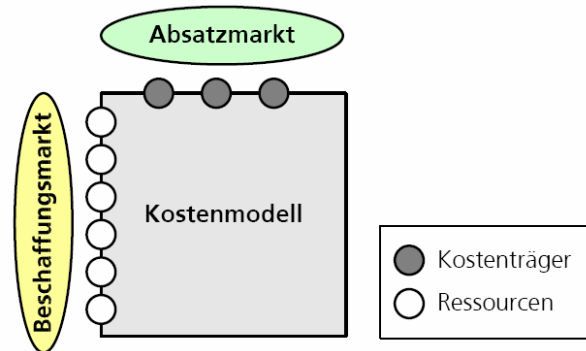 Absatzmarkt
Beschaffungsmarkt
Kostenmodell
Kostenträger
Ressourcen